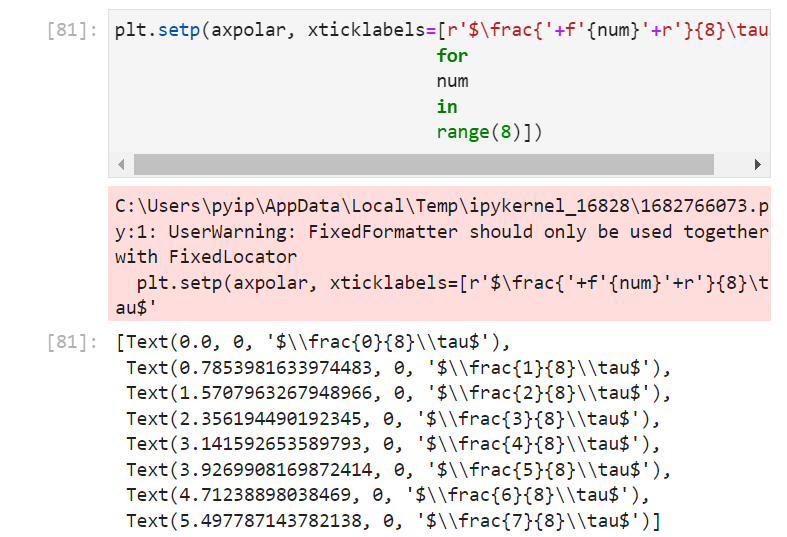 [81]: plt.setp(axpolar, xticklabels=[r'$\frac{'+f'{num}'+r'}{8}\tau
for
num
in
range(8)])
C:\Users\pyip\AppData\Local\Temp\ipykernel_16828\1682766073.p
y:1: UserWarning: FixedFormatter should only be used together
with FixedLocator
  plt.setp(axpolar, xticklabels=[r'$\frac{'+f'{num}'+r'}{8}\t
au$'
[81]: [Text(0.0, 0, '$\\frac{0}{8}\\tau$'),
Text(0.7853981633974483, 0, '$\\frac{1}{8}\\tau$'),
Text(1.5707963267948966, 0, '$\\frac{2}{8}\\tau$'),
Text(2.356194490192345, 0, '$\\frac{3}{8}\\tau$'),
Text(3.141592653589793, 0, '$\\frac{4}{8}\\tau$'),
Text(3.9269908169872414, 0, '$\\frac{5}{8}\\tau$'),
Text(4.71238898038469, 0, '$\\frac{6}{8}\\tau$'),
Text(5.497787143782138, 0, '$\\frac{7}{8}\\tau$')]